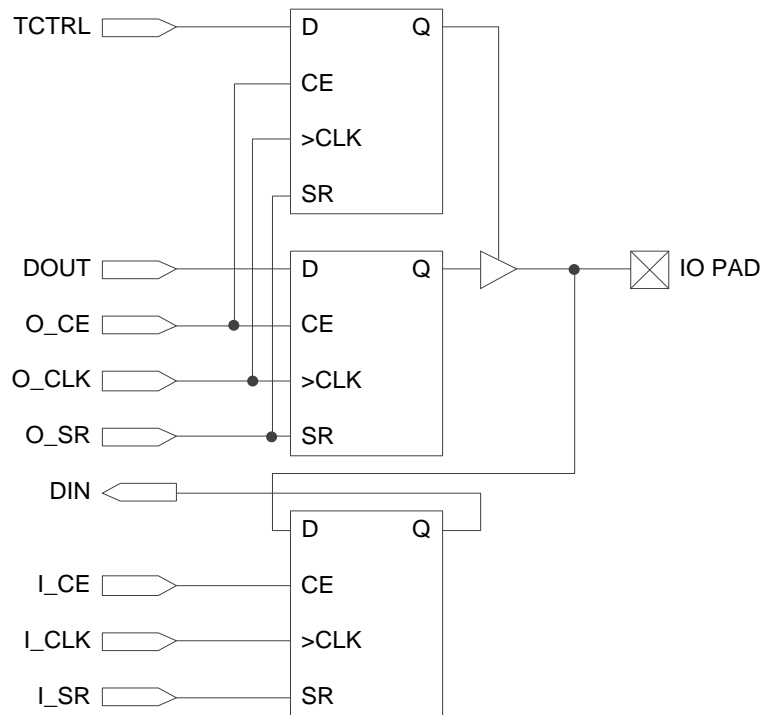 TCTRL D Q
CE
>CLK
SR
DOUT D Q IO PAD
O_CE CE
O_CLK >CLK
O_SR SR
DIN
D Q
I_CE CE
I_CLK >CLK
I_SR SR